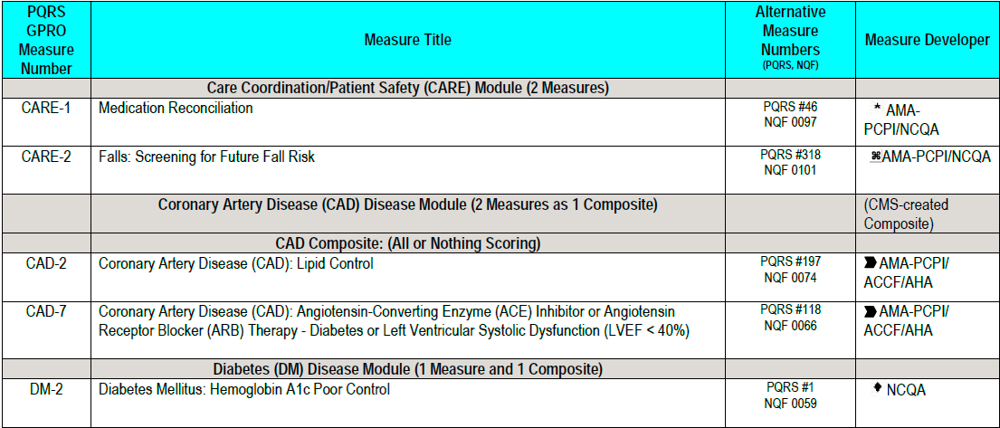 PQRS
GPRO
Measure
Number
Measure Title
Alternative
Measure
Numbers
(PQRS, NQF)
Measure Developer
Care Coordination/Patient Safety (CARE) Module (2 Measures)
CARE-1
Medication Reconciliation
PQRS #46
NQF 0097
* AMA-
PCPI/NCQA
CARE-2
Falls: Screening for Future Fall Risk
PQRS #318
NQF 0101
⌘AMA-PCPI/NCQA
Coronary Artery Disease (CAD) Disease Module (2 Measures as 1 Composite)
(CMS-created
Composite)
CAD Composite: (All or Nothing Scoring)
CAD-2
Coronary Artery Disease (CAD): Lipid Control
PQRS #197
NQF 0074
AMA-PCPI/
ACCF/AHA
CAD-7
Coronary Artery Disease (CAD): Angiotensin-Converting Enzyme (ACE) Inhibitor or Angiotensin
Receptor Blocker (ARB) Therapy - Diabetes or Left Ventricular Systolic Dysfunction (LVEF < 40%)
PQRS #118
NQF 0066
AMA-PCPI/
ACCF/AHA
Diabetes (DM) Disease Module (1 Measure and 1 Composite)
DM-2
Diabetes Mellitus: Hemoglobin A1c Poor Control
PQRS #1
NQF 0059
♦ NCQA